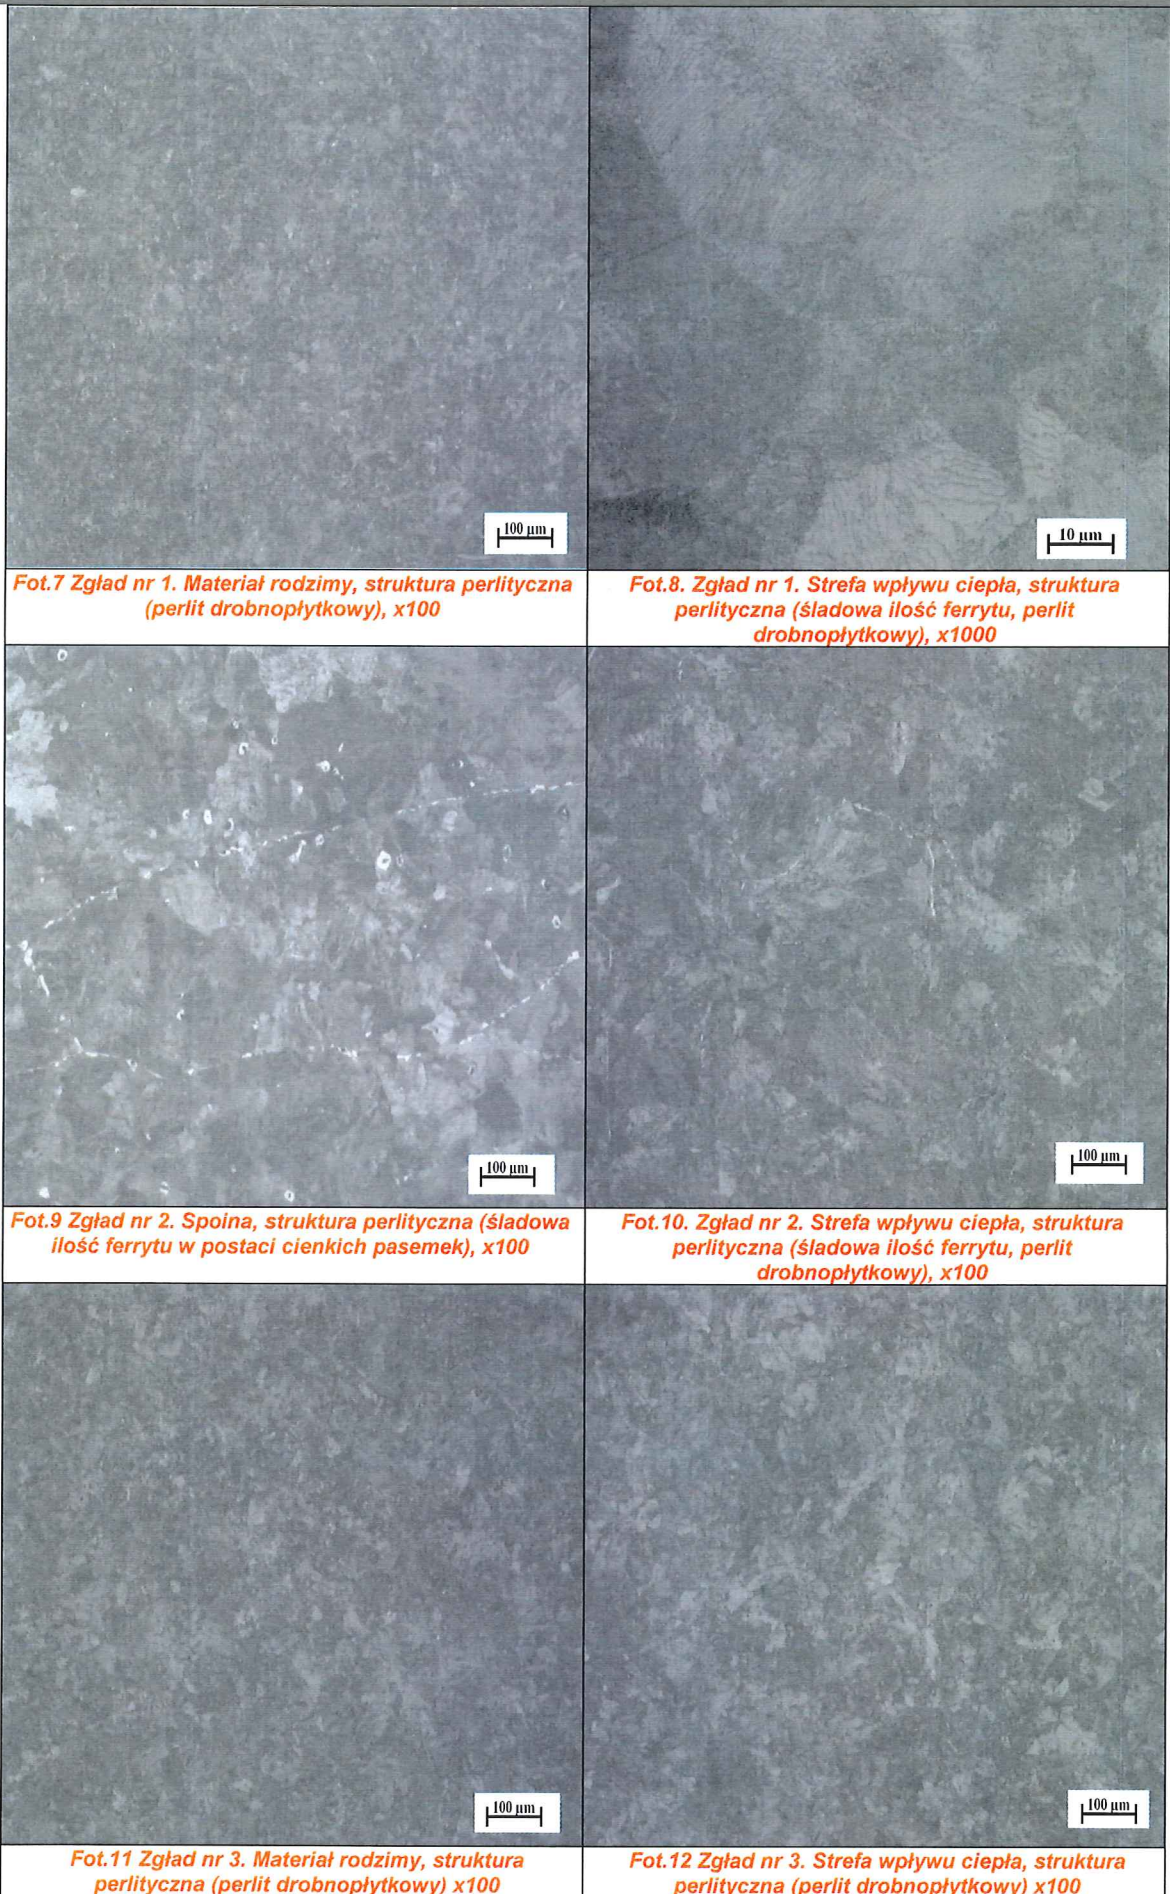 100 µm
10 µm
Fot.7 Zgład nr 1. Materiał rodzimy, struktura perlityczna
(perlit drobnopłytkowy), x100
Fot.8. Zgład nr 1. Strefa wpływu ciepła, struktura
perlityczna (śladowa ilość ferrytu, perlit
drobnopłytkowy), x1000
100 µm
100 µm
Fot.9 Zgład nr 2. Spoina, struktura perlityczna (śladowa
ilość ferrytu w postaci cienkich pasemek), x100
Fot.10. Zgład nr 2. Strefa wpływu ciepła, struktura
perlityczna (śladowa ilość ferrytu, perlit
drobnopłytkowy), x100
100 µm
100 µm
Fot.11 Zgład nr 3. Materiał rodzimy, struktura
perlityczna (perlit drobnopłytkowy) x100
Fot.12 Zgład nr 3. Strefa wpływu ciepła, struktura
perlityczna (perlit drobnopłytkowy) x100